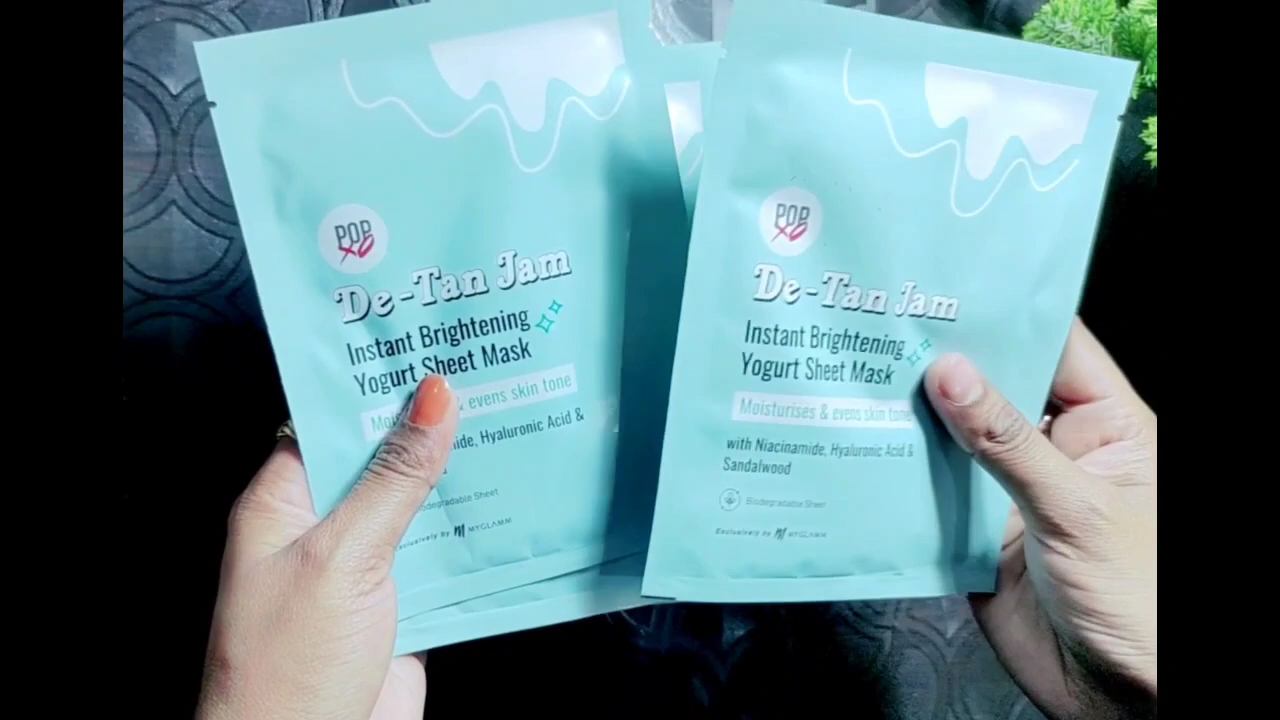 POP
XO
De-Tan Jam
Instant Brightening
Yogurt Sheet Mask
& evens skin tone
Hyaluronic Acid &
Biodegradable Sheet
Exclusively by MYGLAMM
POP
XO
De-Tan Jam
Instant Brightening
Yogurt Sheet Mask
Moisturises & evens skin tone
with Niacinamide, Hyaluronic Acid &
Sandalwood
Biodegradable Sheet
Exclusively by MYGLAMM